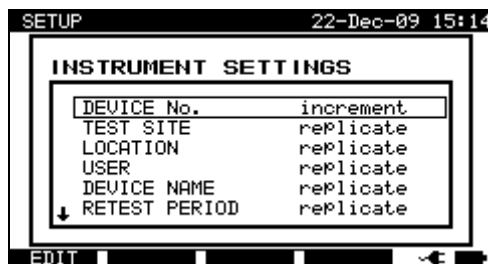 SETUP 22-Dec-09 15:14
INSTRUMENT SETTINGS
DEVICE No. increment
TEST SITE replicate
LOCATION replicate
USER replicate
DEVICE NAME replicate
RETEST PERIOD replicate
EDIT